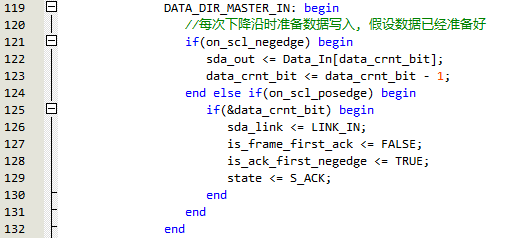 119 DATA_DIR_MASTER_IN: begin
120 //每次下降沿时准备数据写入, 假设数据已经准备好
121 if(on_scl_negedge) begin
122 sda_out <= Data_In[data_crnt_bit];
123 data_crnt_bit <= data_crnt_bit - 1;
124 end else if(on_scl_posedge) begin
125 if(&data_crnt_bit) begin
126 sda_link <= LINK_IN;
127 is_frame_first_ack <= FALSE;
128 is_ack_first_negedge <= TRUE;
129 state <= S_ACK;
130 end
131 end
132 end